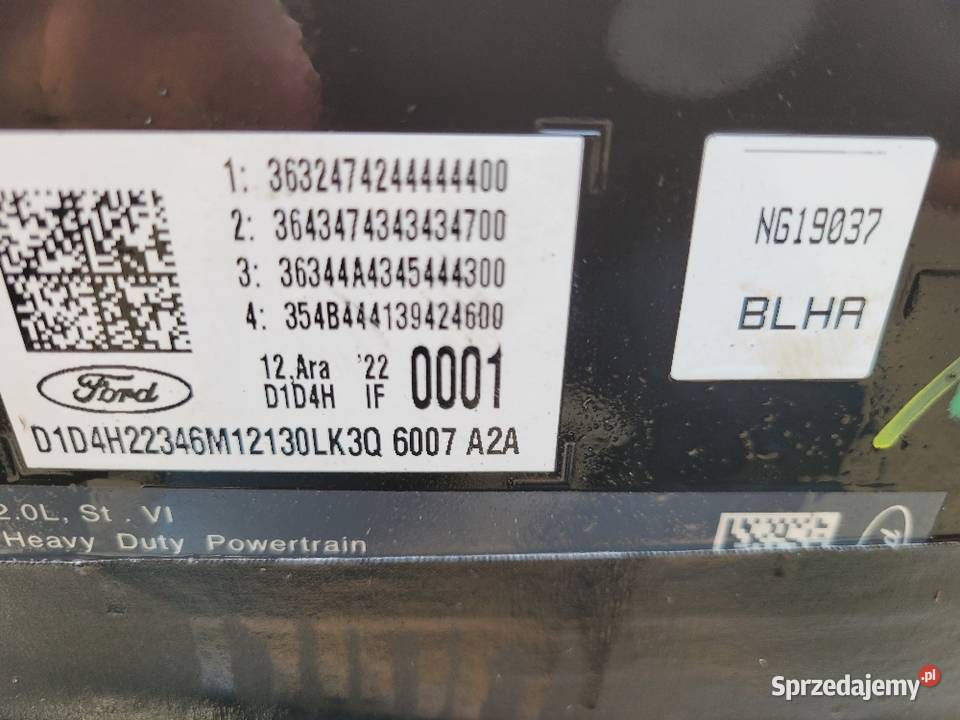 1: 3632474244444400
2: 3643474343434700
3: 36344A4345444300
4: 354B444139424600
Ford
12.Ara '22 0001
D1D4H IF
D1D4H22346M12130LK3Q 6007 A2A
NG19037
BLHA
2.0L, St . VI
Heavy Duty Powertrain
Sprzedajemy.pl